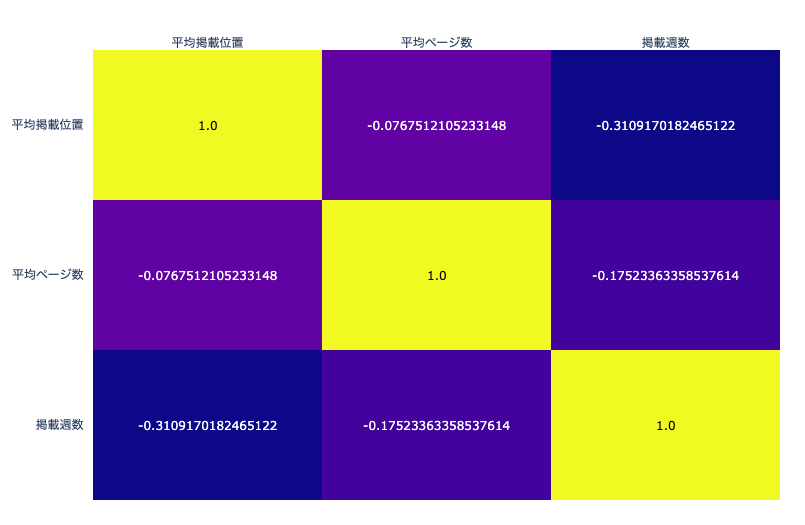 平均掲載位置 平均ページ数 掲載週数
平均掲載位置 1.0 -0.0767512105233148 -0.3109170182465122
平均ページ数 -0.0767512105233148 1.0 -0.17523363358537614
掲載週数 -0.3109170182465122 -0.17523363358537614 1.0